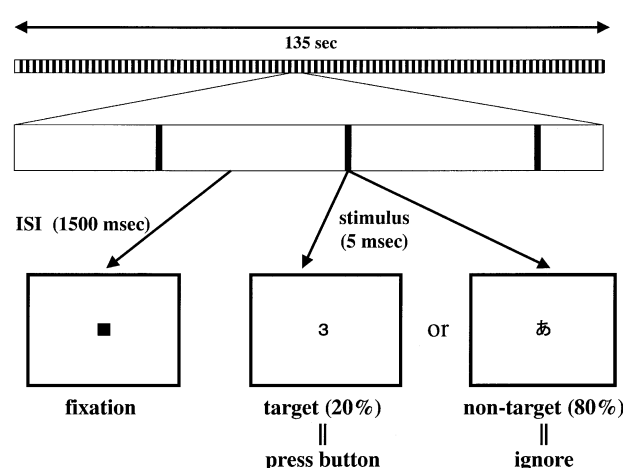 135 sec
ISI (1500 msec)
stimulus
(5 msec)
3
or
あ
fixation
target (20%)
non-target (80%)
||
||
press button
ignore